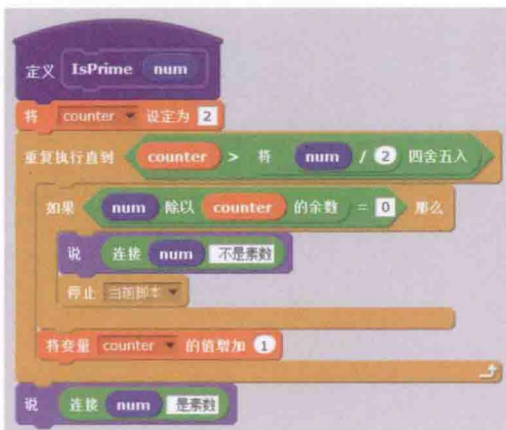 定义 IsPrime num
将 counter 设定为 2
重复执行直到 counter > 将 num / 2 四舍五入
如果 num 除以 counter 的余数 = 0 那么
说 连接 num 不是素数
停止 当前脚本
将变量 counter 的值增加 1
说 连接 num 是素数